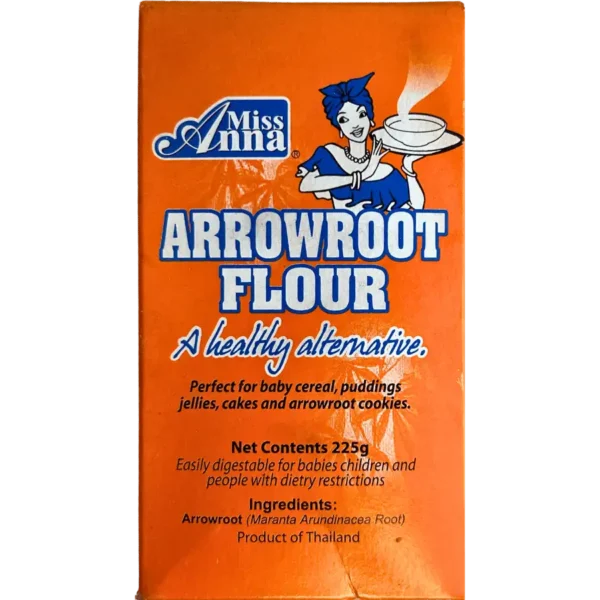 Miss
Anna®
ARROWROOT
FLOUR
A healthy alternative.
Perfect for baby cereal, puddings
jellies, cakes and arrowroot cookies.
Net Contents 225g
Easily digestable for babies children and
people with dietry restrictions
Ingredients:
Arrowroot (Maranta Arundinacea Root)
Product of Thailand